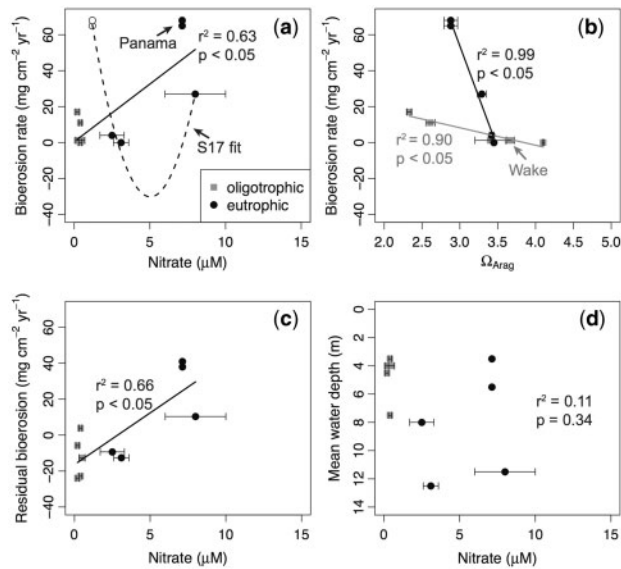 (a)
r² = 0.63
p < 0.05
Panama
S17 fit
oligotrophic
eutrophic
Bioerosion rate (mg cm⁻² yr⁻¹)
−40 −20 0 20 40 60
0 5 10 15
Nitrate (μM)
(b)
r² = 0.99
p < 0.05
r² = 0.90
p < 0.05
Wake
Bioerosion rate (mg cm⁻² yr⁻¹)
−40 −20 0 20 40 60
2.0 2.5 3.0 3.5 4.0 4.5 5.0
Ω Arag
(c)
r² = 0.66
p < 0.05
Residual bioerosion (mg cm⁻² yr⁻¹)
−40 −20 0 20 40 60
0 5 10 15
Nitrate (μM)
(d)
r² = 0.11
p = 0.34
Mean water depth (m)
14 12 10 8 6 4 2 0
0 5 10 15
Nitrate (μM)